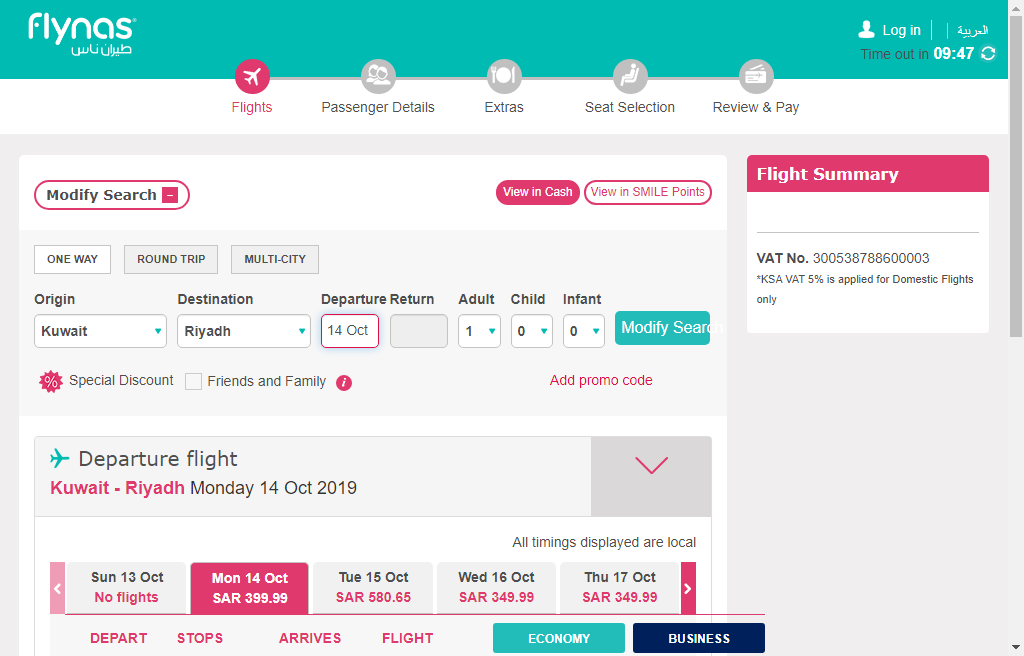 flynas
طيران ناس
Log in
العربية
Time out in 09:47
Flights
Passenger Details
Extras
Seat Selection
Review & Pay
Modify Search
View in Cash
View in SMILE Points
Flight Summary
VAT No. 300538788600003
*KSA VAT 5% is applied for Domestic Flights
only
ONE WAY
ROUND TRIP
MULTI-CITY
Origin
Destination
Departure
Return
Adult
Child
Infant
Kuwait
Riyadh
14 Oct
1
0
0
Modify Search
% Special Discount
Friends and Family
i
Add promo code
Departure flight
Kuwait - Riyadh Monday 14 Oct 2019
All timings displayed are local
Sun 13 Oct
No flights
Mon 14 Oct
SAR 399.99
Tue 15 Oct
SAR 580.65
Wed 16 Oct
SAR 349.99
Thu 17 Oct
SAR 349.99
DEPART
STOPS
ARRIVES
FLIGHT
ECONOMY
BUSINESS